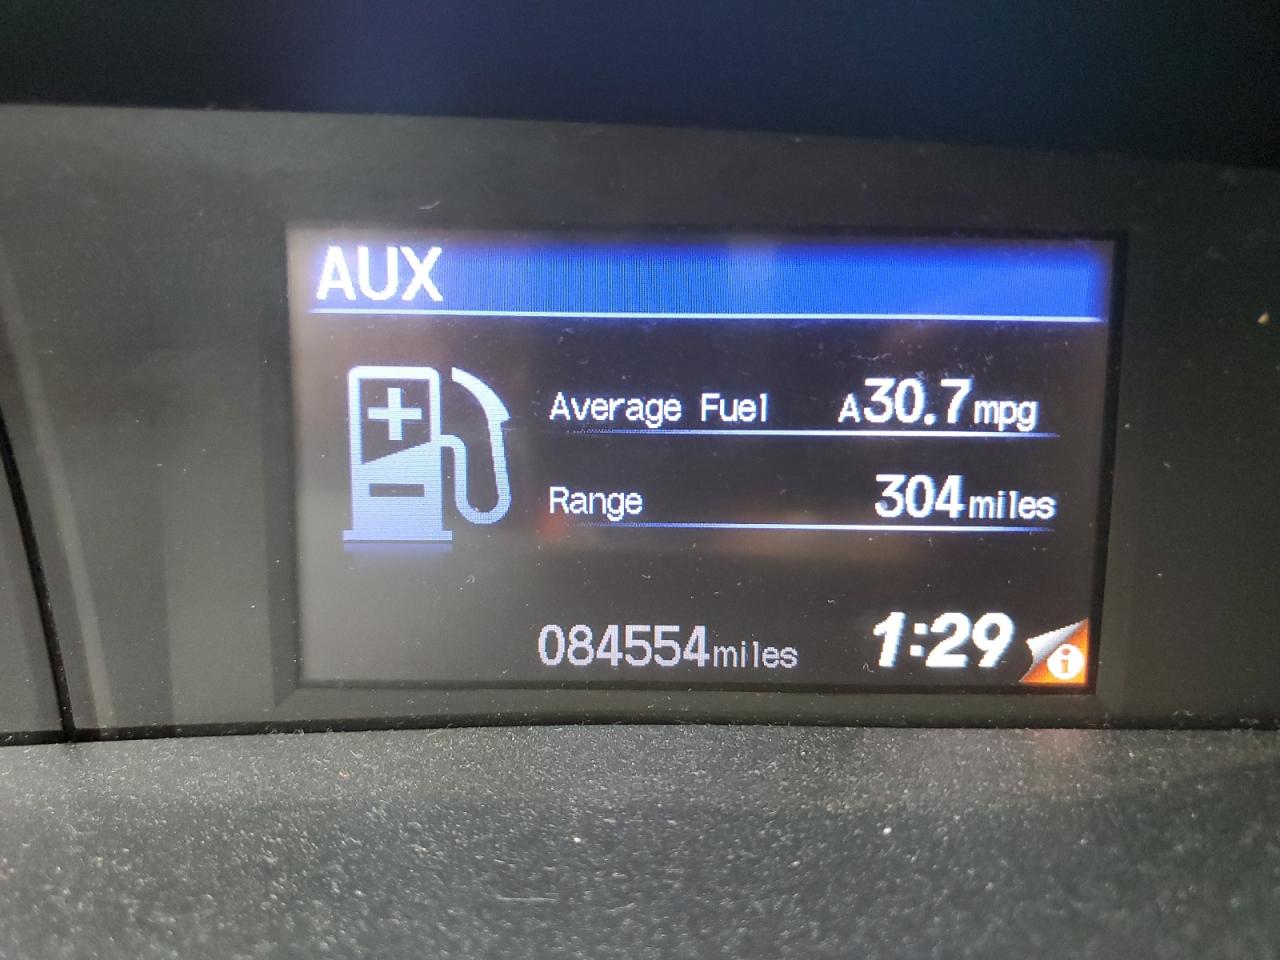 AUX
Average Fuel A30.7mpg
Range 304miles
084554miles 1:29 i